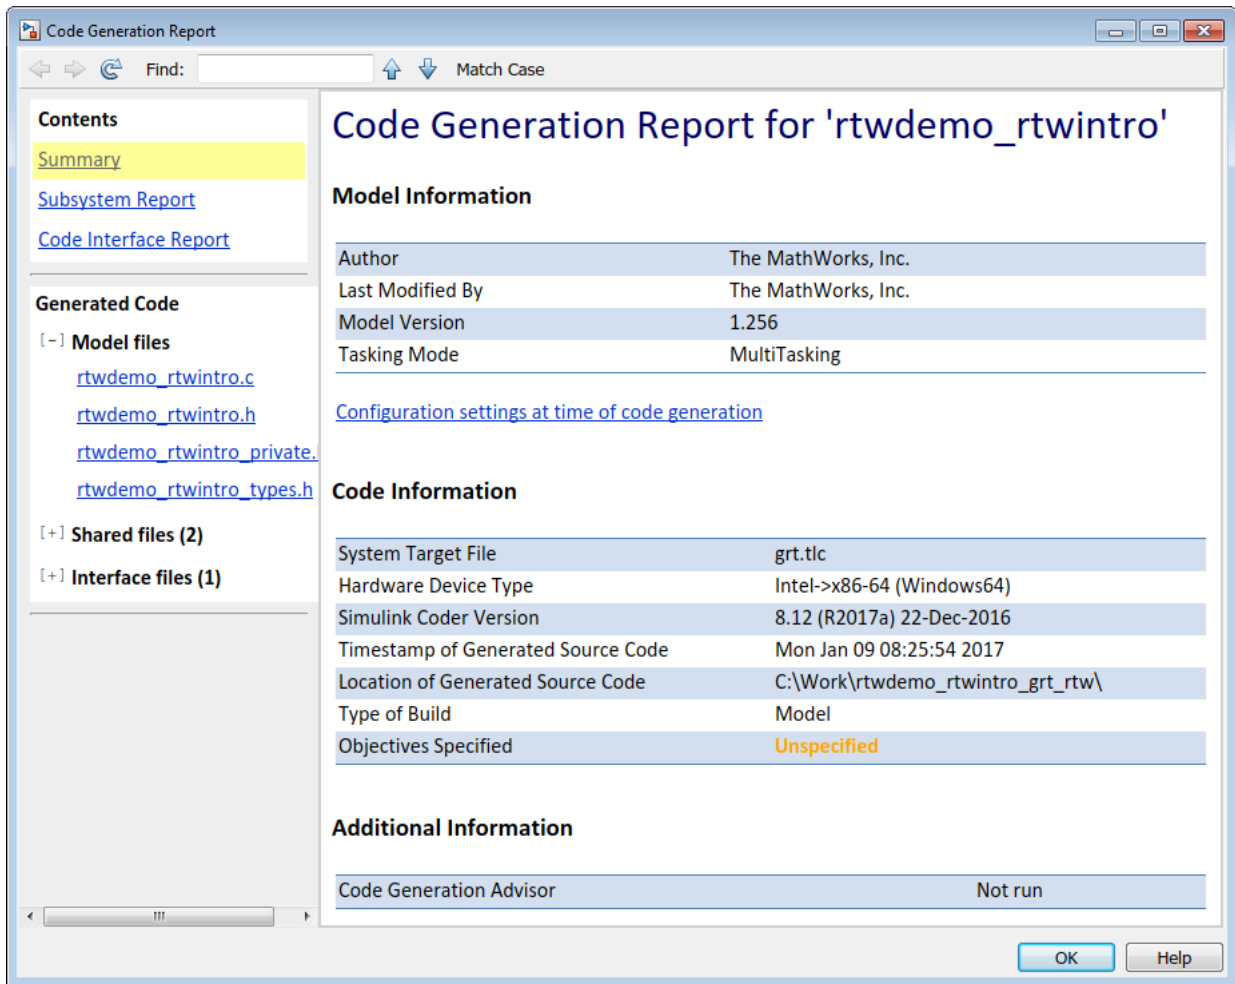 Code Generation Report
Find:
Match Case
Contents
Summary
Subsystem Report
Code Interface Report
Generated Code
[-] Model files
rtwdemo_rtwintro.c
rtwdemo_rtwintro.h
rtwdemo_rtwintro_private.
rtwdemo_rtwintro_types.h
[+] Shared files (2)
[+] Interface files (1)
Code Generation Report for 'rtwdemo_rtwintro'
Model Information
Author The MathWorks, Inc.
Last Modified By The MathWorks, Inc.
Model Version 1.256
Tasking Mode MultiTasking
Configuration settings at time of code generation
Code Information
System Target File grt.tlc
Hardware Device Type Intel->x86-64 (Windows64)
Simulink Coder Version 8.12 (R2017a) 22-Dec-2016
Timestamp of Generated Source Code Mon Jan 09 08:25:54 2017
Location of Generated Source Code C:\Work\rtwdemo_rtwintro_grt_rtw\
Type of Build Model
Objectives Specified Unspecified
Additional Information
Code Generation Advisor Not run
OK
Help